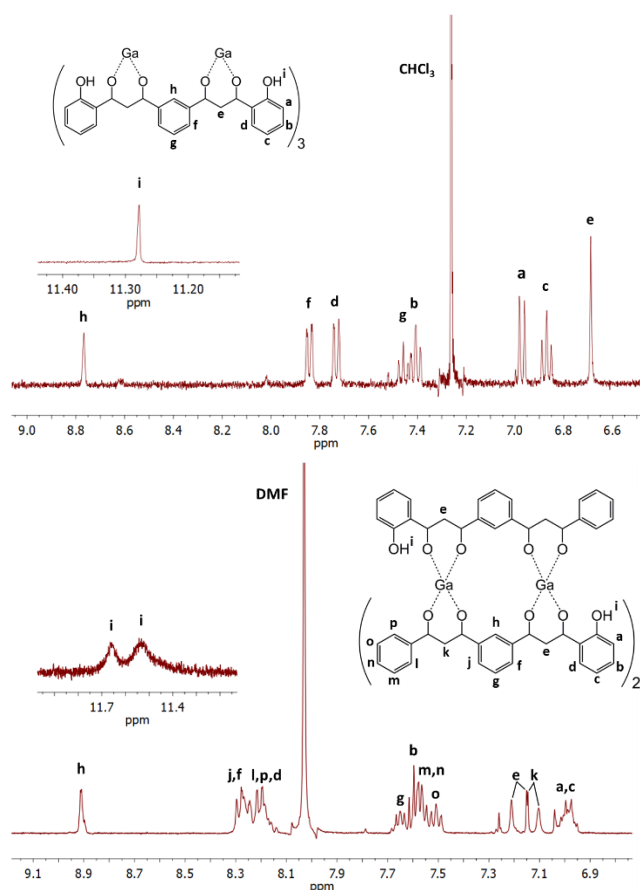 Ga Ga
CHCl3
OH O O h O O OH i
a
e f d b
g c
3
i
e
11.40 11.30 11.20
ppm
a
h f d b c
g
9.0 8.8 8.6 8.4 8.2 8.0 7.8 7.6 7.4 7.2 7.0 6.8 6.6
ppm
DMF
e
i
OH O O O O
Ga Ga
i
O O O O OH
p h a
o k e
n l j f d b
m g c
2
i i
11.7 11.4
ppm
b
h j,f l,p,d m,n
g o e k a,c
9.1 8.9 8.7 8.5 8.3 8.1 7.9 7.7 7.5 7.3 7.1 6.9
ppm